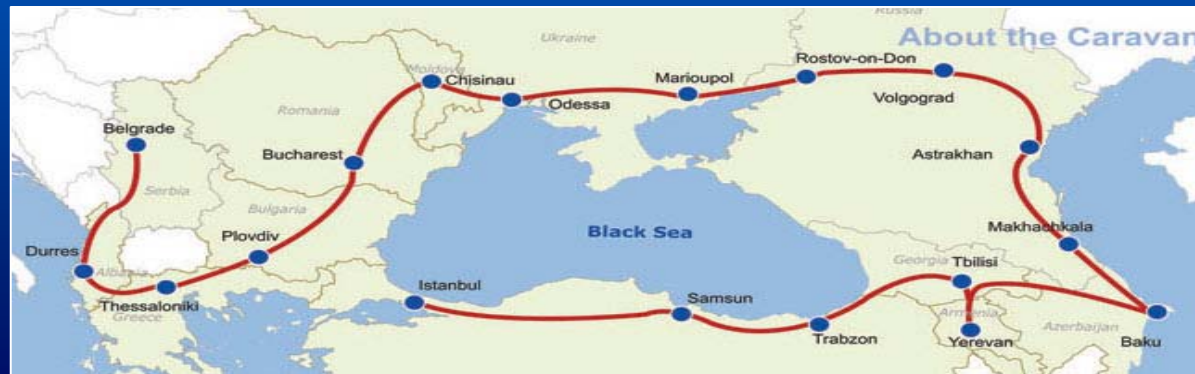 Russia
About the Caravan
Ukraine
Rostov-on-Don
Moldova
Chisinau
Marioupol
Odessa
Volgograd
Romania
Belgrade
Bucharest
Astrakhan
Serbia
Bulgaria
Plovdiv
Black Sea
Makhachkala
Durres
Albania
Georgia
Tbilisi
Istanbul
Samsun
Thessaloniki
Greece
Armenia
Azerbaijan
Trabzon
Yerevan
Baku